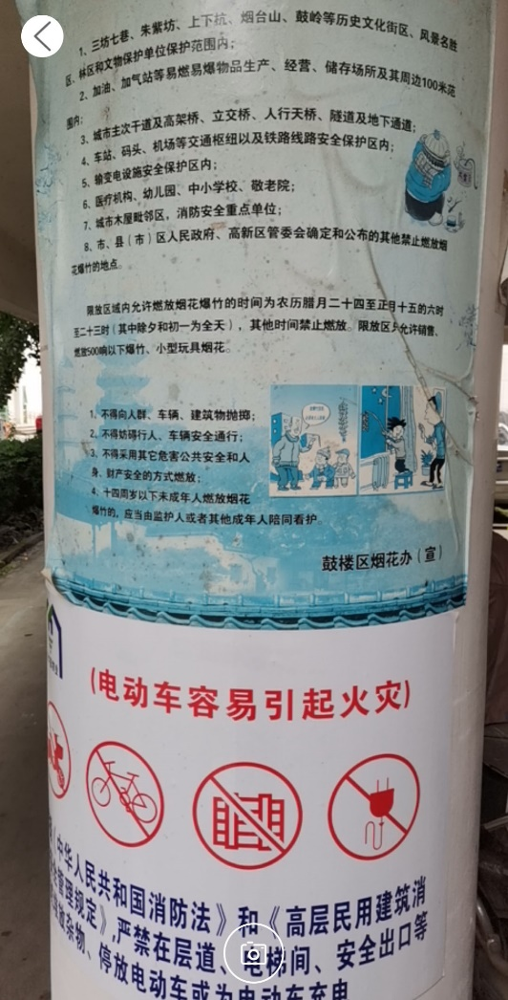 1、三坊七巷、朱紫坊、上下杭、烟台山、鼓岭等历史文化街区、风景名胜
区、林区和文物保护单位保护范围内；
2、加油、加气站等易燃易爆物品生产、经营、储存场所及其周边100米范
围内；
3、城市主次干道及高架桥、立交桥、人行天桥、隧道及地下通道；
4、车站、码头、机场等交通枢纽以及铁路线路安全保护区内；
5、输变电设施安全保护区内；
6、医疗机构、幼儿园、中小学校、敬老院；
7、城市木屋毗邻区，消防安全重点单位；
8、市、县（市）区人民政府、高新区管委会确定和公布的其他禁止燃放烟
花爆竹的地点。
限放区域内允许燃放烟花爆竹的时间为农历腊月二十四至正月十五的六时
至二十三时（其中除夕和初一为全天），其他时间禁止燃放。限放区只允许销售、
燃放500响以下爆竹、小型玩具烟花。
1、不得向人群、车辆、建筑物抛掷；
2、不得妨碍行人、车辆安全通行；
3、不得采用其它危害公共安全和人
身、财产安全的方式燃放；
4、十四周岁以下未成年人燃放烟花
爆竹的，应当由监护人或者其他成年人陪同看护。
鼓楼区烟花办（宣）
（电动车容易引起火灾）
《中华人民共和国消防法》和《高层民用建筑消
管理规定》，严禁在层道、电梯间、安全出口等
放杂物、停放电动车或为电动车充电